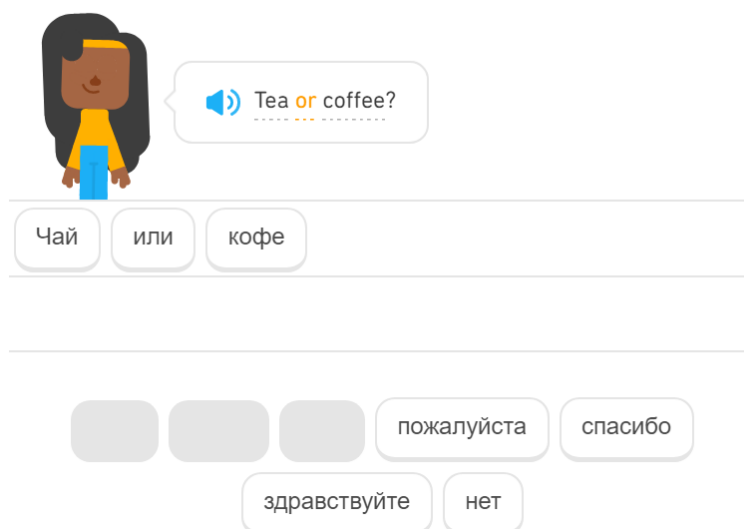 Tea or coffee?
Чай или кофе
пожалуйста спасибо
здравствуйте нет